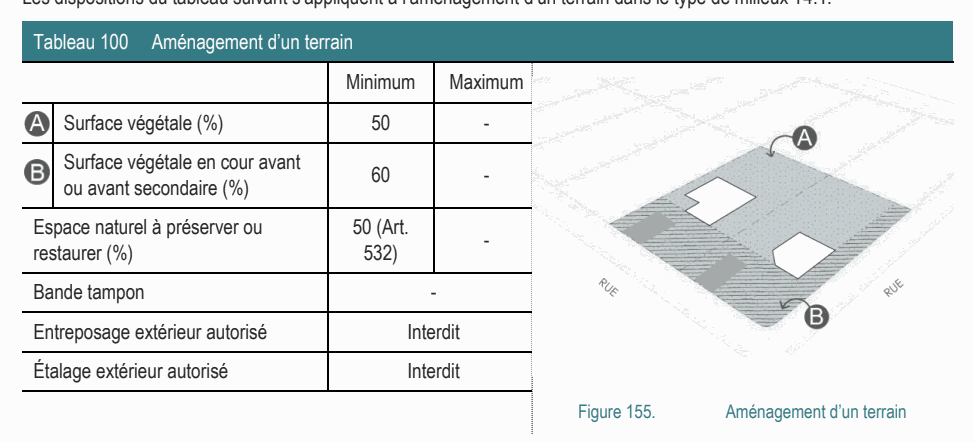 Les dispositions du tableau suivant s'appliquent à l'aménagement d'un terrain dans le type de milieux T4.1.
Tableau 100 Aménagement d'un terrain
Minimum Maximum
A Surface végétale (%) 50 -
B Surface végétale en cour avant
ou avant secondaire (%) 60 -
Espace naturel à préserver ou
restaurer (%) 50 (Art.
532) -
Bande tampon -
Entreposage extérieur autorisé Interdit
Étalage extérieur autorisé Interdit
A
RUE
RUE
B
Figure 155. Aménagement d'un terrain